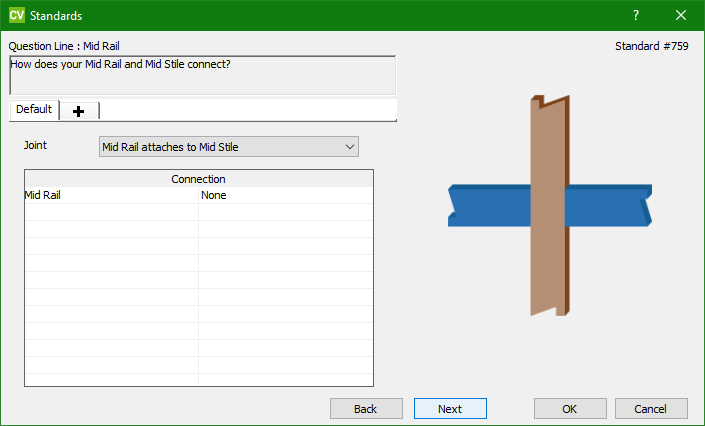 CV Standards
Question Line : Mid Rail
Standard #759
How does your Mid Rail and Mid Stile connect?
Default
Joint
Mid Rail attaches to Mid Stile
Connection
Mid Rail None
Back Next OK Cancel